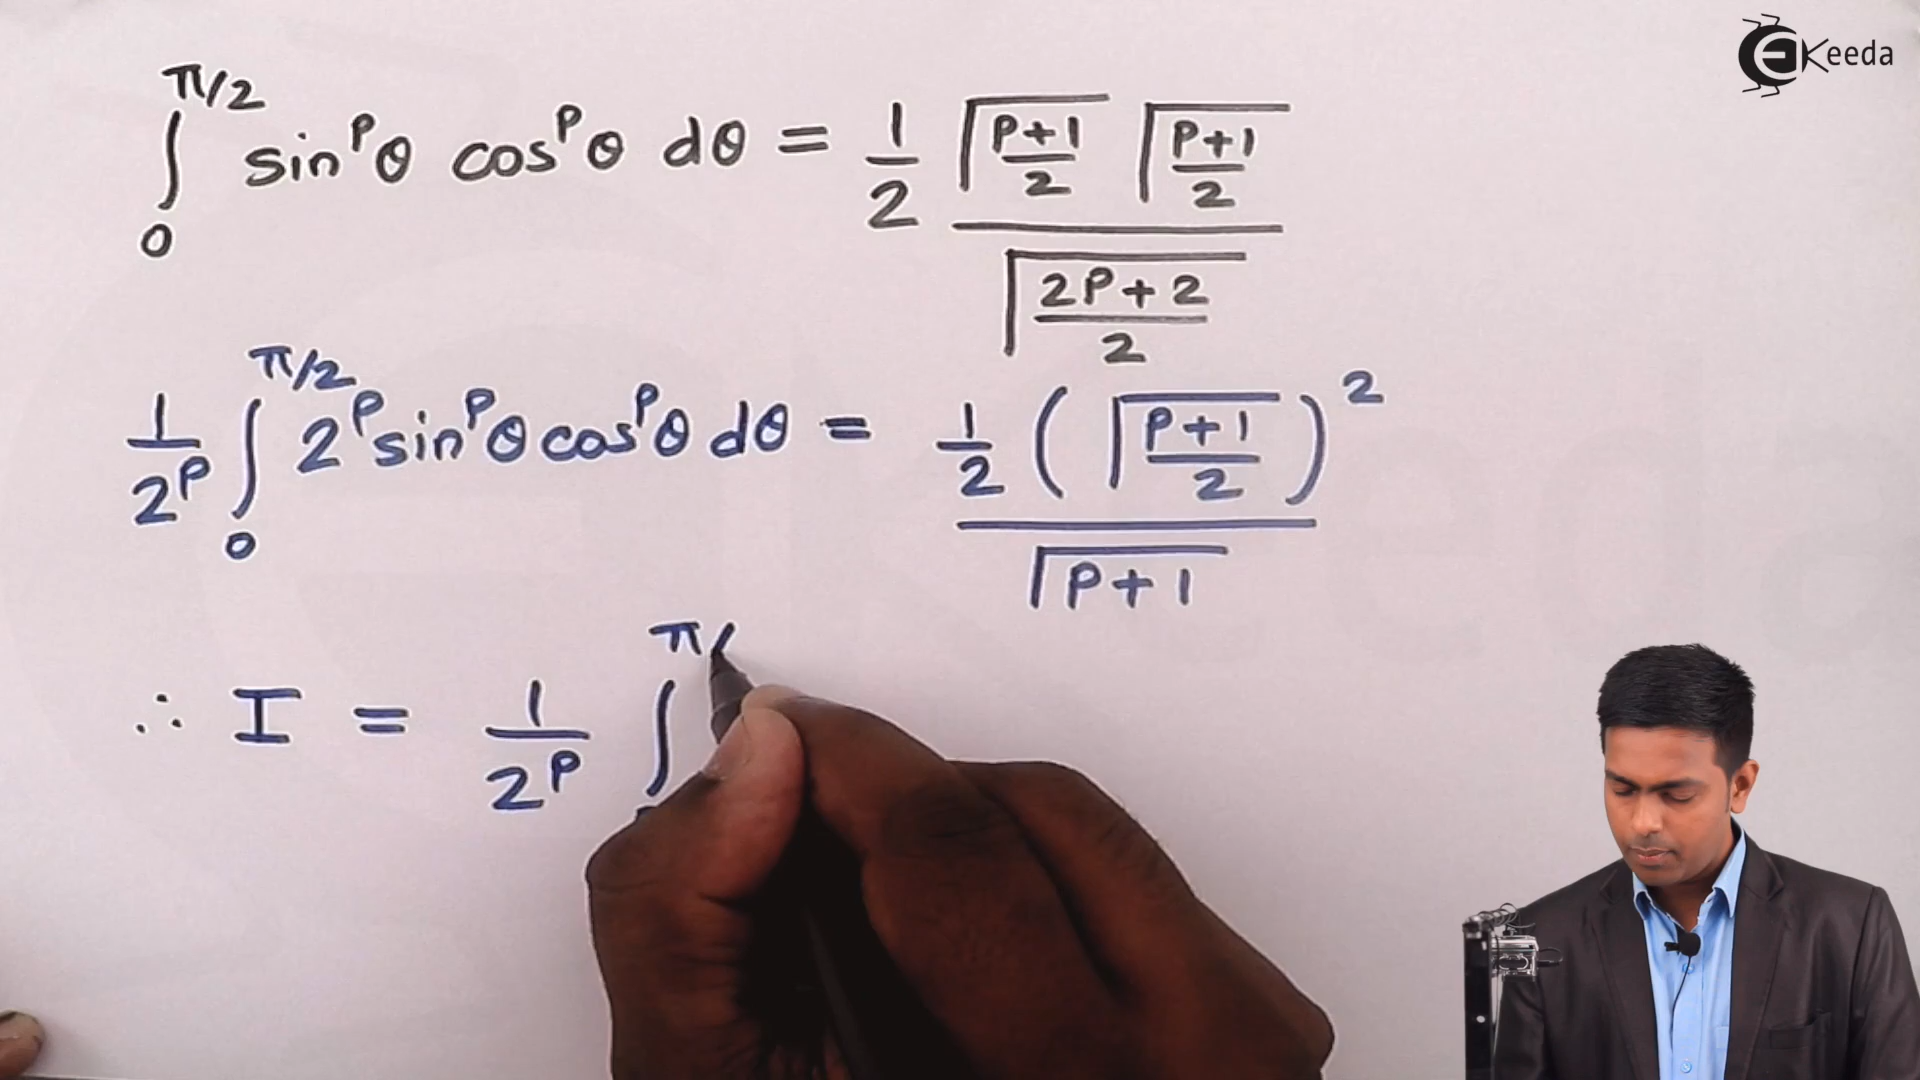 EKeeda
∫₀^{π/2} sin^p θ cos^p θ dθ = 1/2 (Γ((p+1)/2) Γ((p+1)/2)) / Γ((2p+2)/2)
1/2^p ∫₀^{π/2} 2^p sin^p θ cos^p θ dθ = 1/2 (Γ((p+1)/2))² / Γ(p+1)
∴ I = 1/2^p ∫^{π/